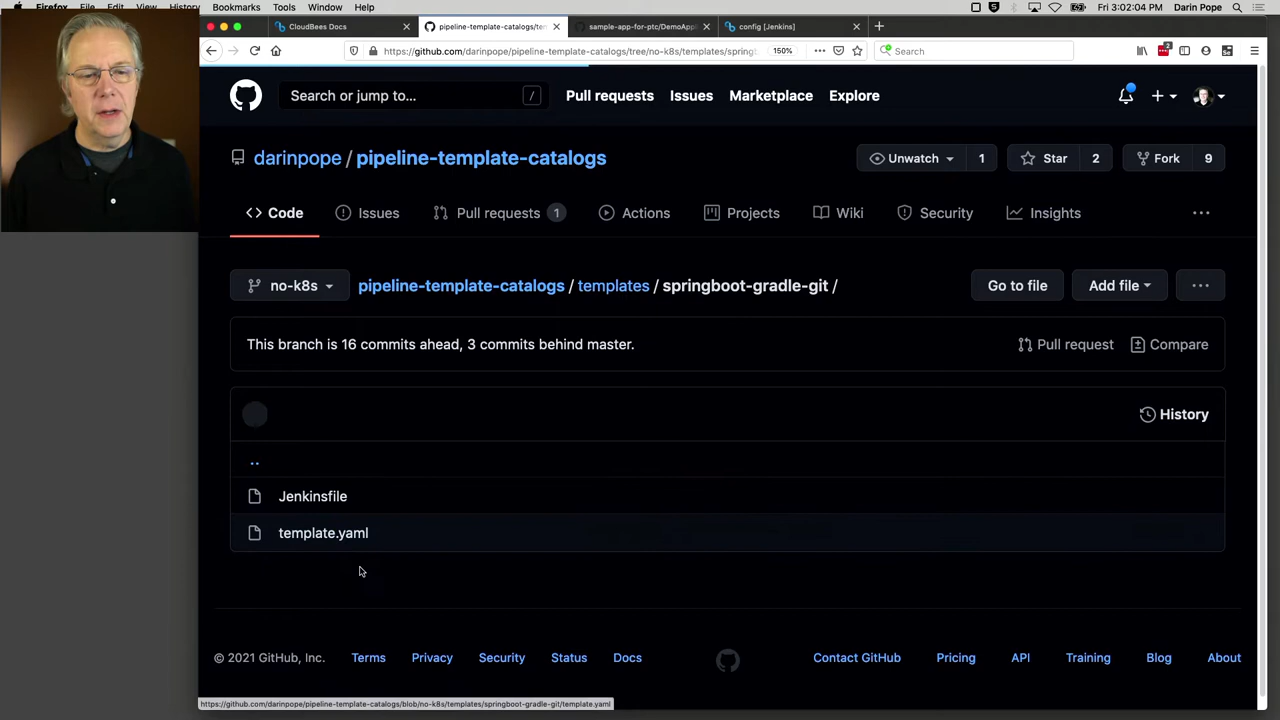 Firefox File Edit View History Bookmarks Tools Window Help Fri 3:02:04 PM Darin Pope
CloudBees Docs
pipeline-template-catalogs/te
sample-app-for-ptc/DemoAppl
config [Jenkins]
https://github.com/darinpope/pipeline-template-catalogs/tree/no-k8s/templates/spring
150%
Search
Search or jump to...
/
Pull requests
Issues
Marketplace
Explore
darinpope / pipeline-template-catalogs
Unwatch 1
Star 2
Fork 9
Code
Issues
Pull requests 1
Actions
Projects
Wiki
Security
Insights
no-k8s
pipeline-template-catalogs / templates / springboot-gradle-git /
Go to file
Add file
This branch is 16 commits ahead, 3 commits behind master.
Pull request
Compare
History
..
Jenkinsfile
template.yaml
© 2021 GitHub, Inc.
Terms
Privacy
Security
Status
Docs
Contact GitHub
Pricing
API
Training
Blog
About
https://github.com/darinpope/pipeline-template-catalogs/blob/no-k8s/templates/springboot-gradle-git/template.yaml